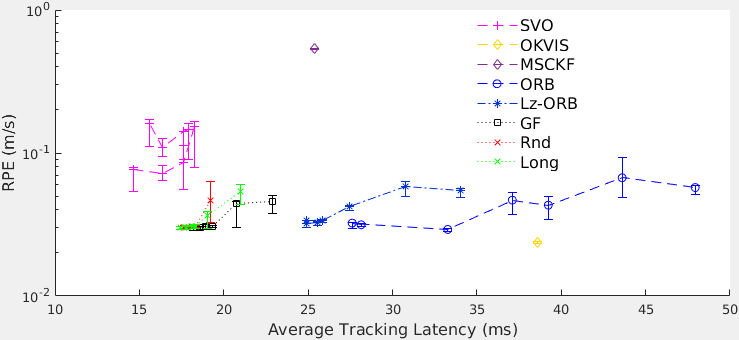 10^0
10^-1
10^-2
RPE (m/s)
10 15 20 25 30 35 40 45 50
Average Tracking Latency (ms)
SVO
OKVIS
MSCKF
ORB
Lz-ORB
GF
Rnd
Long